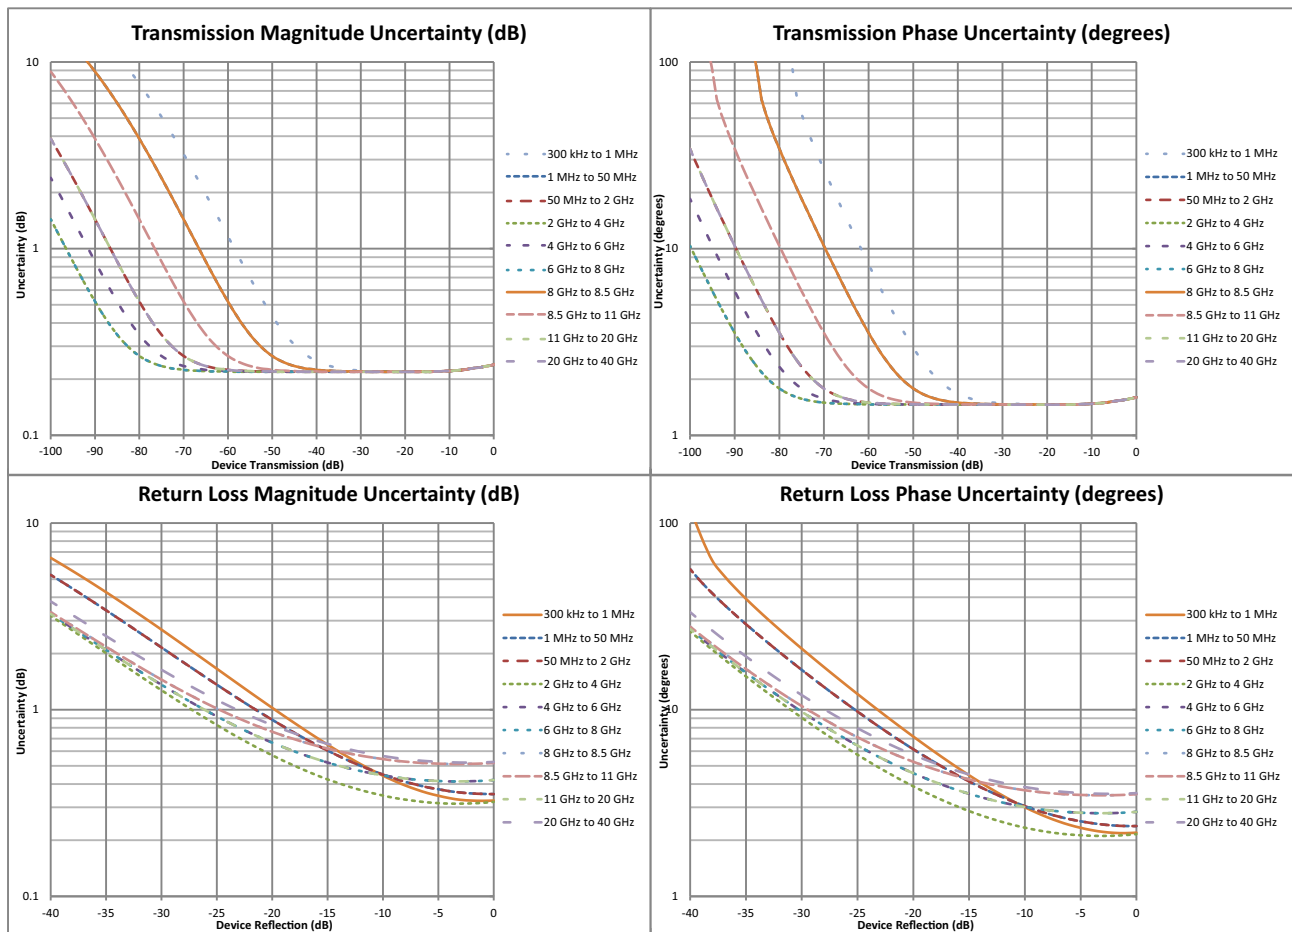 Transmission Magnitude Uncertainty (dB)
10
1
0.1
Uncertainty (dB)
-100 -90 -80 -70 -60 -50 -40 -30 -20 -10 0
Device Transmission (dB)
300 kHz to 1 MHz
1 MHz to 50 MHz
50 MHz to 2 GHz
2 GHz to 4 GHz
4 GHz to 6 GHz
6 GHz to 8 GHz
8 GHz to 8.5 GHz
8.5 GHz to 11 GHz
11 GHz to 20 GHz
20 GHz to 40 GHz
Transmission Phase Uncertainty (degrees)
100
10
1
Uncertainty (degrees)
-100 -90 -80 -70 -60 -50 -40 -30 -20 -10 0
Device Transmission (dB)
300 kHz to 1 MHz
1 MHz to 50 MHz
50 MHz to 2 GHz
2 GHz to 4 GHz
4 GHz to 6 GHz
6 GHz to 8 GHz
8 GHz to 8.5 GHz
8.5 GHz to 11 GHz
11 GHz to 20 GHz
20 GHz to 40 GHz
Return Loss Magnitude Uncertainty (dB)
10
1
0.1
Uncertainty (dB)
-40 -35 -30 -25 -20 -15 -10 -5 0
Device Reflection (dB)
300 kHz to 1 MHz
1 MHz to 50 MHz
50 MHz to 2 GHz
2 GHz to 4 GHz
4 GHz to 6 GHz
6 GHz to 8 GHz
8 GHz to 8.5 GHz
8.5 GHz to 11 GHz
11 GHz to 20 GHz
20 GHz to 40 GHz
Return Loss Phase Uncertainty (degrees)
100
10
1
Uncertainty (degrees)
-40 -35 -30 -25 -20 -15 -10 -5 0
Device Reflection (dB)
300 kHz to 1 MHz
1 MHz to 50 MHz
50 MHz to 2 GHz
2 GHz to 4 GHz
4 GHz to 6 GHz
6 GHz to 8 GHz
8 GHz to 8.5 GHz
8.5 GHz to 11 GHz
11 GHz to 20 GHz
20 GHz to 40 GHz